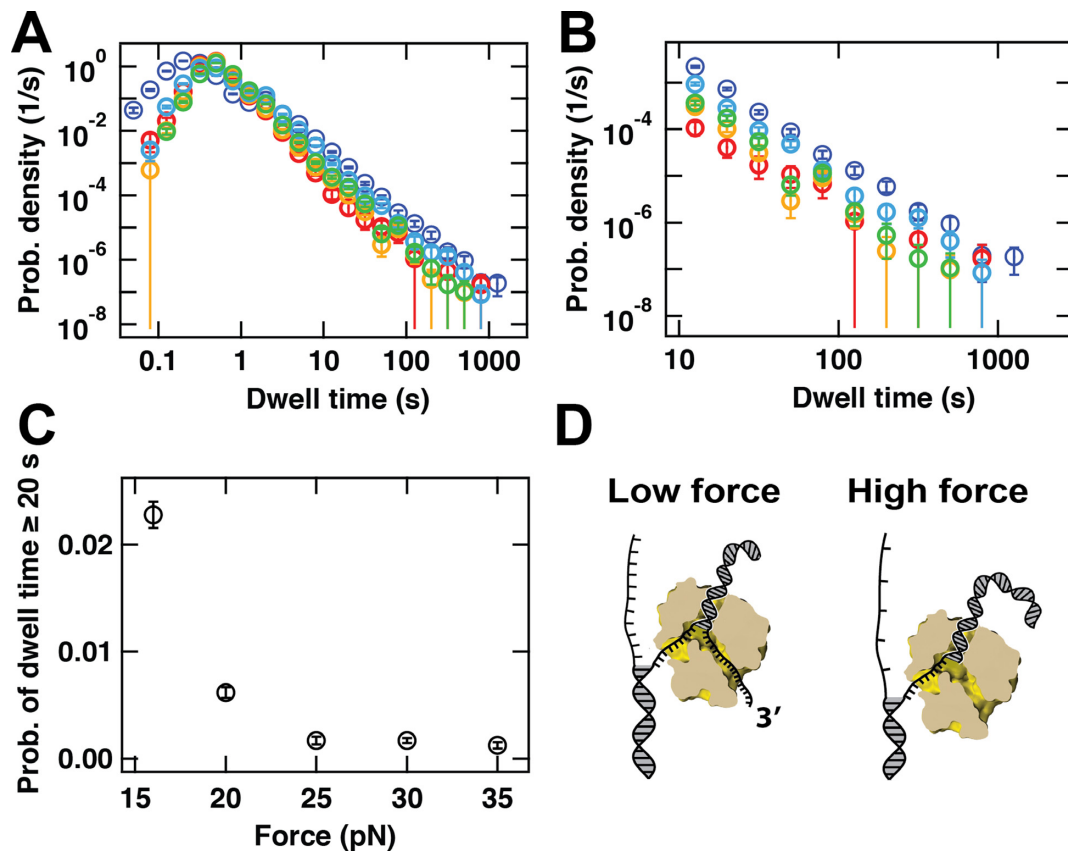 A
Prob. density (1/s)
10⁰
10⁻²
10⁻⁴
10⁻⁶
10⁻⁸
0.1
1
10
100
1000
Dwell time (s)
B
Prob. density (1/s)
10⁻⁴
10⁻⁶
10⁻⁸
10
100
1000
Dwell time (s)
C
Prob. of dwell time ≥ 20 s
0.02
0.01
0.00
15
20
25
30
35
Force (pN)
D
Low force
High force
3′